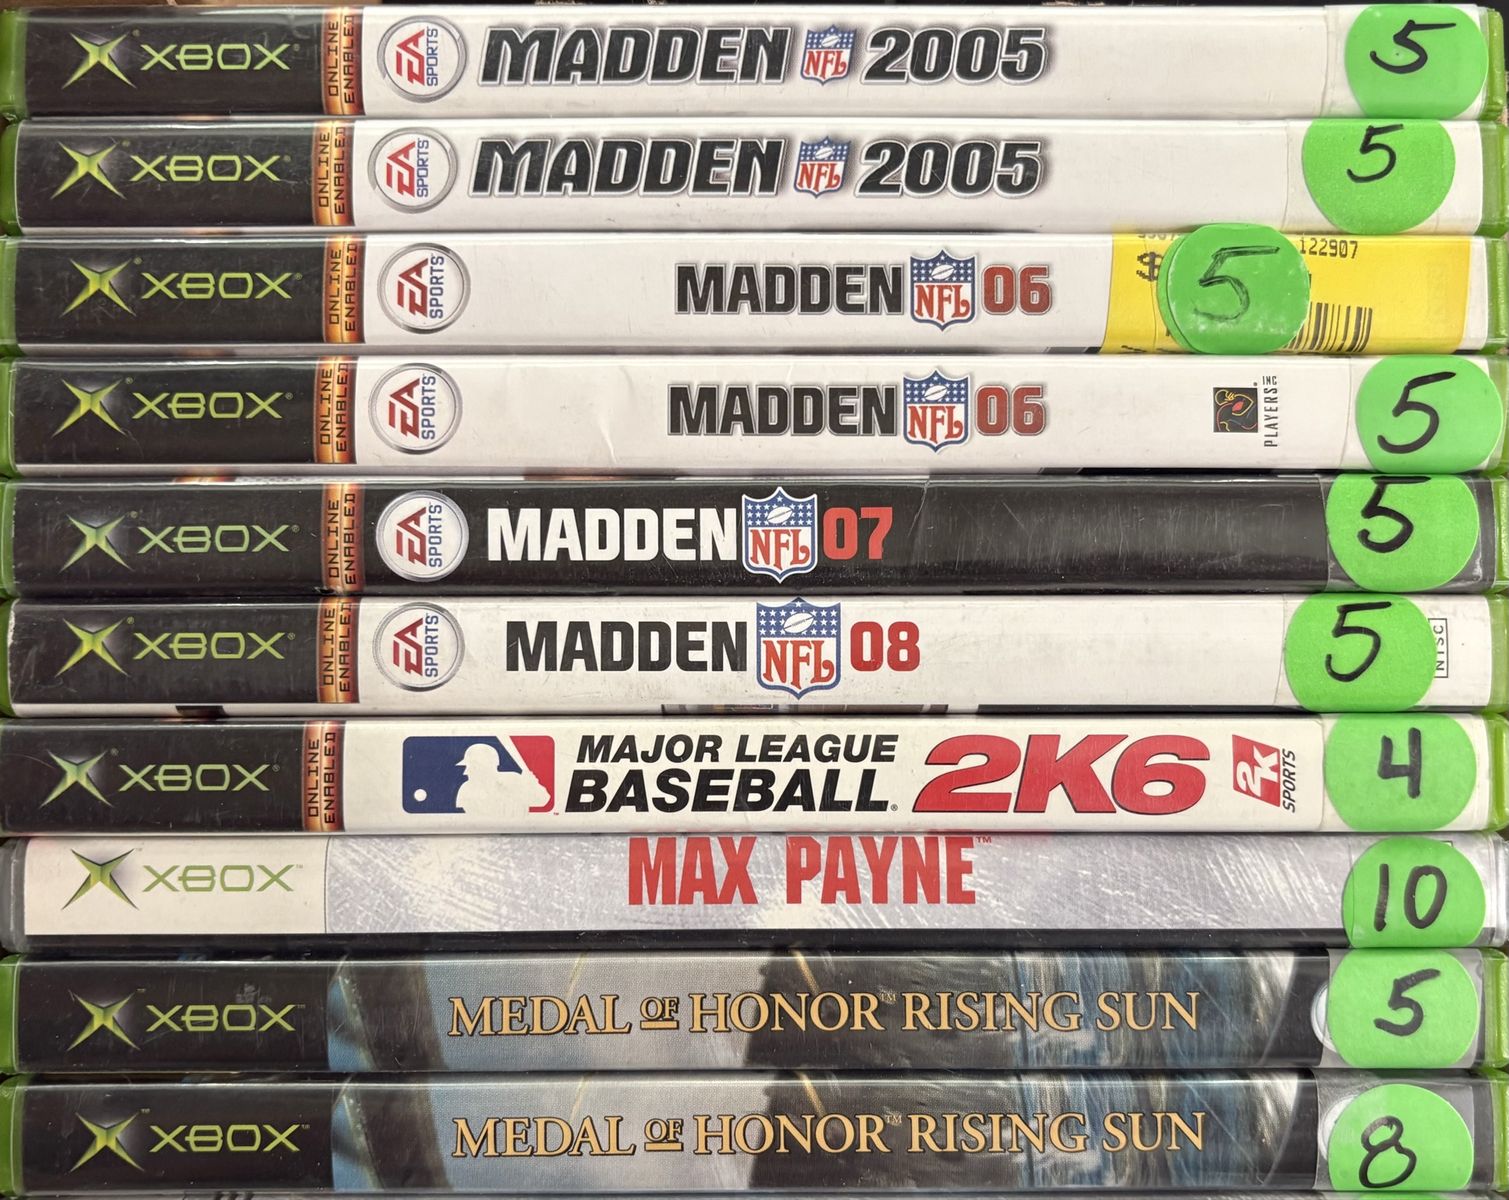 XBOX ONLINE ENABLED EA SPORTS MADDEN NFL 2005 5
XBOX ONLINE ENABLED EA SPORTS MADDEN NFL 2005 5
XBOX ONLINE ENABLED EA SPORTS MADDEN NFL 06 $ 5 122907
XBOX ONLINE ENABLED EA SPORTS MADDEN NFL 06 PLAYERS INC 5
XBOX ONLINE ENABLED EA SPORTS MADDEN NFL 07 5
XBOX ONLINE ENABLED EA SPORTS MADDEN NFL 08 5 NTSC
XBOX ONLINE ENABLED MAJOR LEAGUE BASEBALL 2K6 2K SPORTS 4
XBOX MAX PAYNE™ 10
XBOX MEDAL OF HONOR™ RISING SUN 5
XBOX MEDAL OF HONOR™ RISING SUN 8